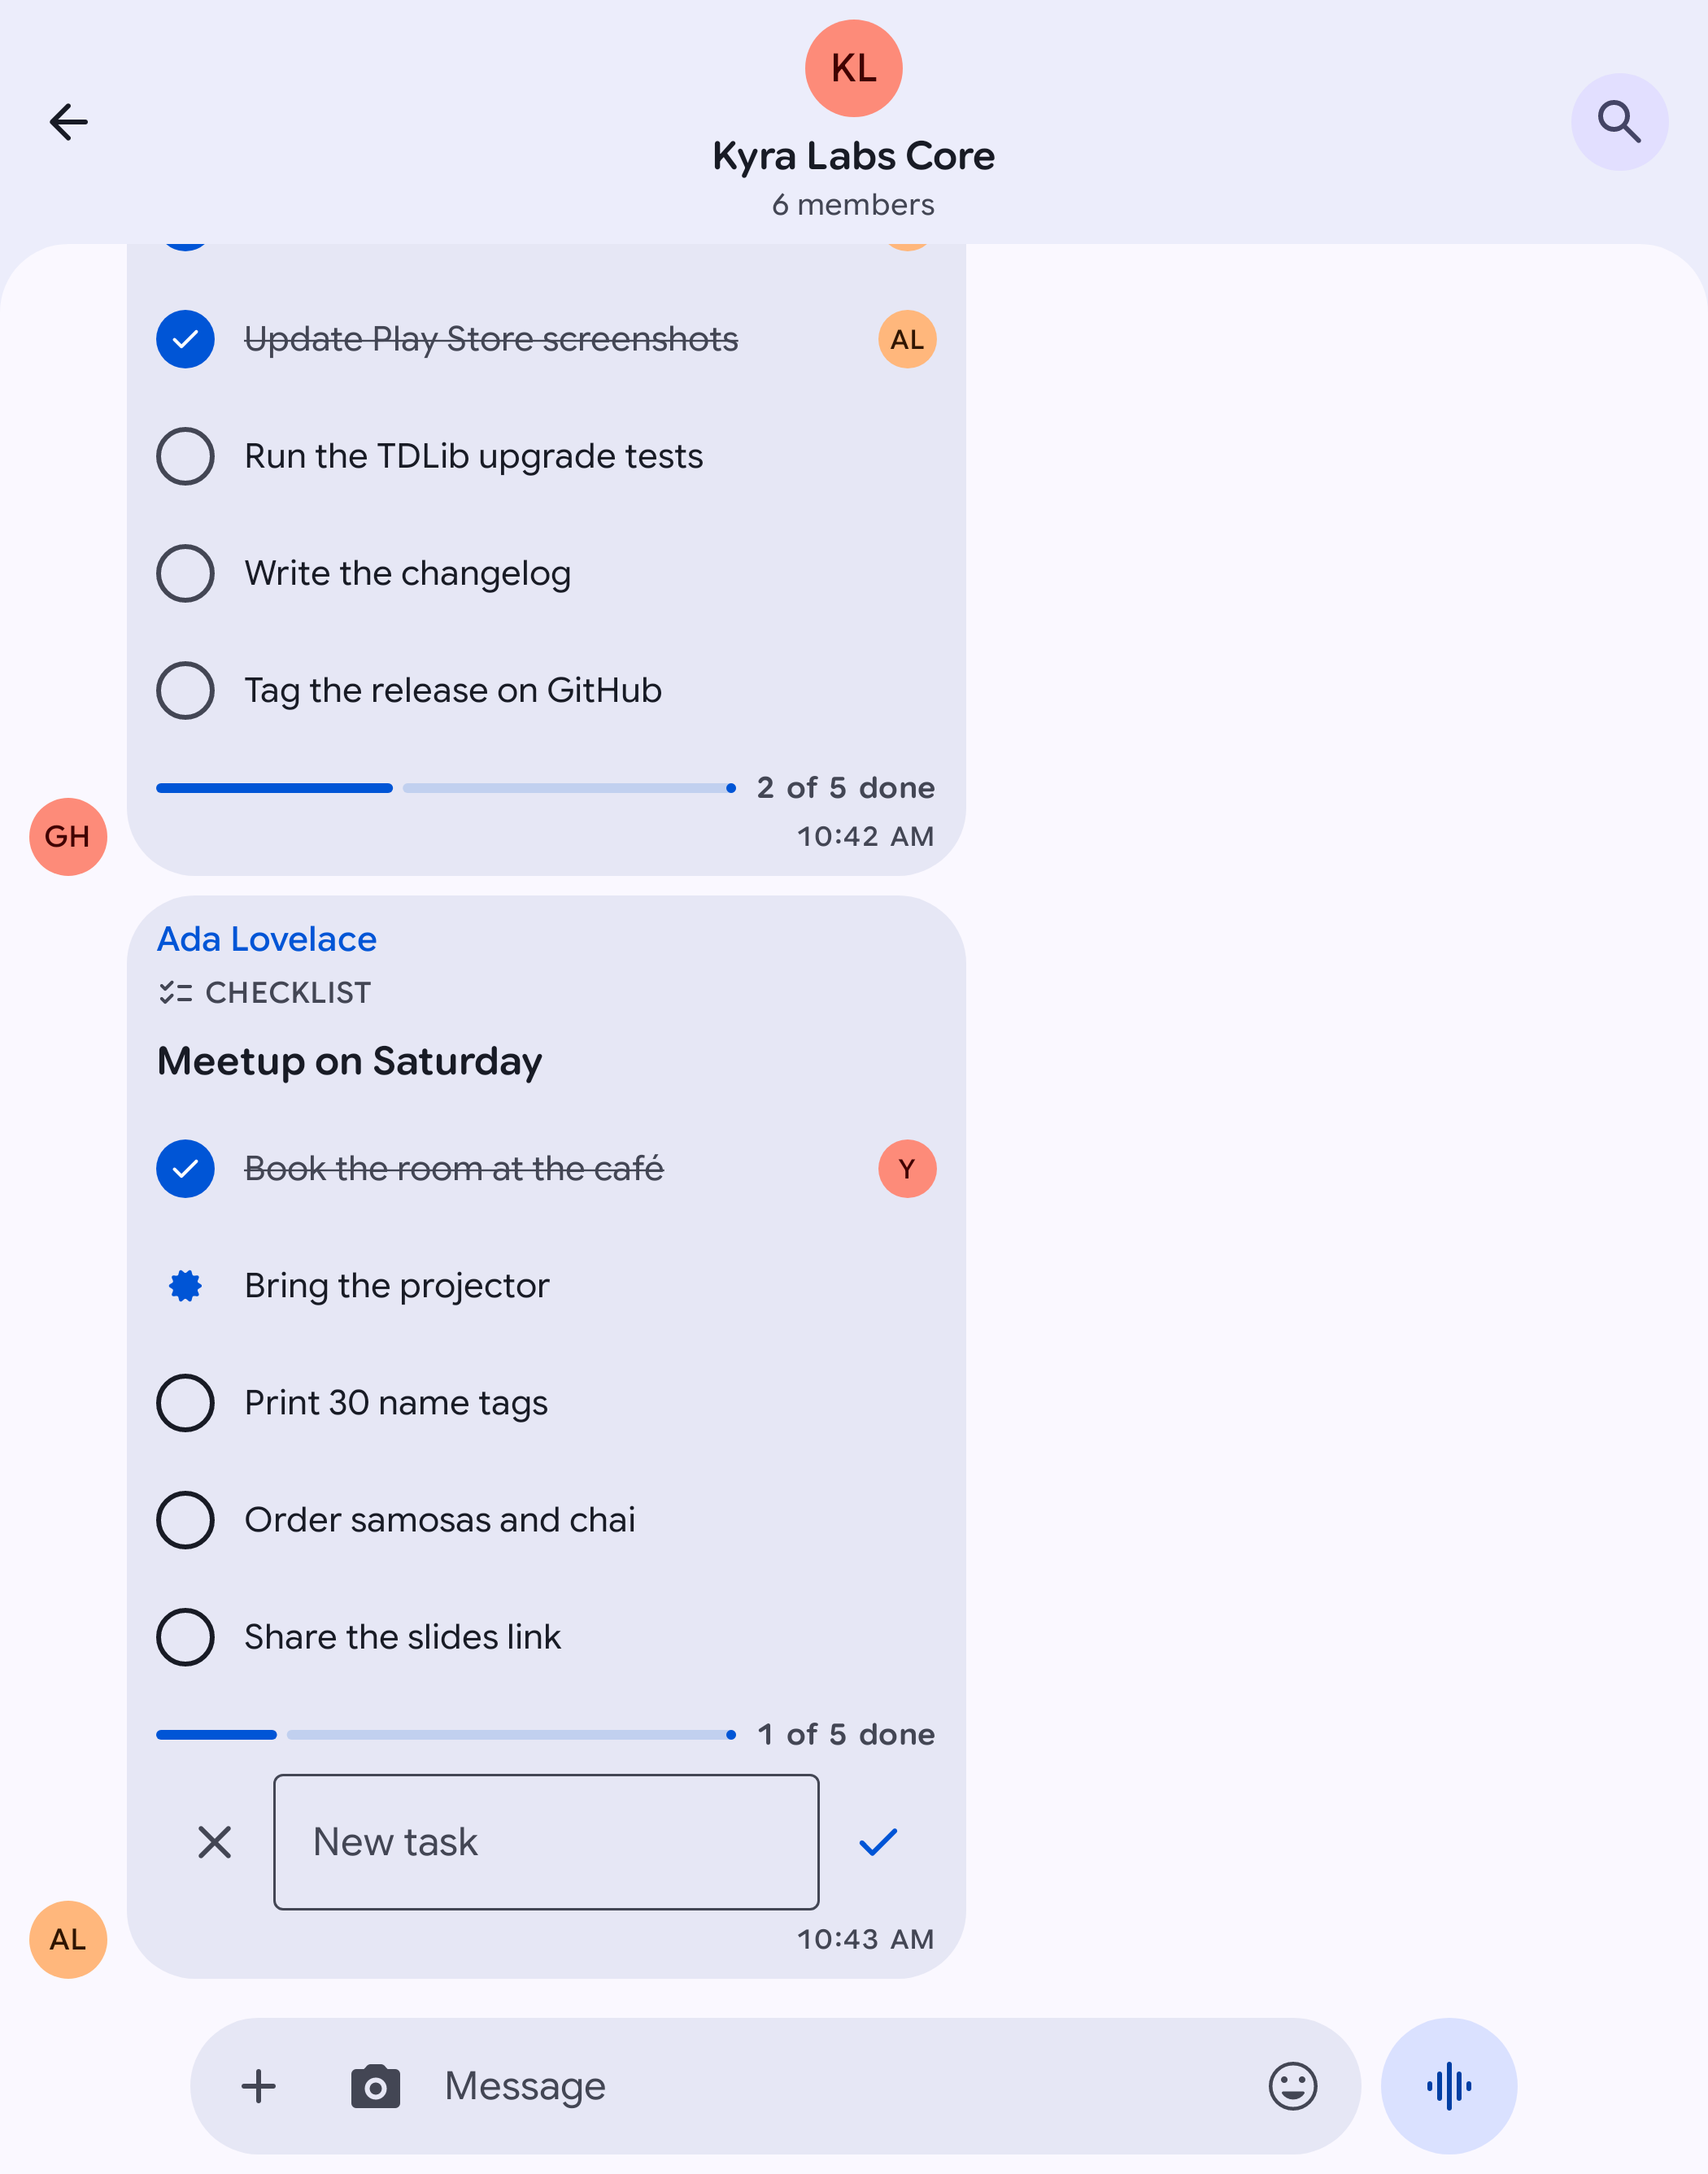 KL
Kyra Labs Core
6 members
Update Play Store screenshots
AL
Run the TDLib upgrade tests
Write the changelog
Tag the release on GitHub
2 of 5 done
GH
10:42 AM
Ada Lovelace
CHECKLIST
Meetup on Saturday
Book the room at the café
Y
Bring the projector
Print 30 name tags
Order samosas and chai
Share the slides link
1 of 5 done
New task
AL
10:43 AM
Message